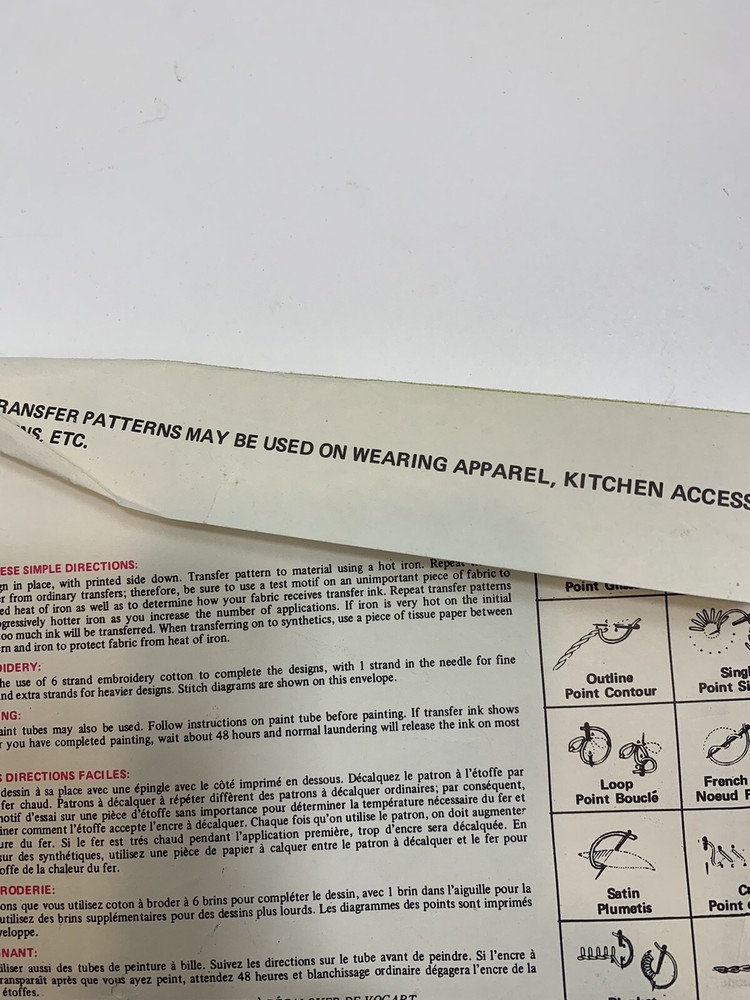 RANSFER PATTERNS MAY BE USED ON WEARING APPAREL, KITCHEN ACCESS
NS, ETC.
ESE SIMPLE DIRECTIONS:
gn in place, with printed side down. Transfer pattern to material using a hot iron. Repeat
r from ordinary transfers; therefore, be sure to use a test motif on an unimportant piece of fabric to
ed heat of iron as well as to determine how your fabric receives transfer ink. Repeat transfer patterns
ogressively hotter iron as you increase the number of applications. If iron is very hot on the initial
oo much ink will be transferred. When transferring on synthetics, use a piece of tissue paper between
rn and iron to protect fabric from heat of iron.
OIDERY:
he use of 6 strand embroidery cotton to complete the designs, with 1 strand in the needle for fine
nd extra strands for heavier designs. Stitch diagrams are shown on this envelope.
NG:
aint tubes may also be used. Follow instructions on paint tube before painting. If transfer ink shows
r you have completed painting, wait about 48 hours and normal laundering will release the ink on most
S DIRECTIONS FACILES:
dessin à sa place avec une épingle avec le côté imprimé en dessous. Décalquez le patron à l'étoffe par
fer chaud. Patrons à décalquer à répéter différent des patrons à décalquer ordinaires; par conséquent,
motif d'essai sur une pièce d'étoffe sans importance pour déterminer la température nécessaire du fer et
iner comment l'étoffe accepte l'encre à décalquer. Chaque fois qu'on utilise le patron, on doit augmenter
ure du fer. Si le fer est trés chaud pendant l'application première, trop d'encre sera décalquée. En
sur des synthétiques, utilisez une pièce de papier à calquer entre le patron à décalquer et le fer pour
offe de la chaleur du fer.
RODERIE:
ons que vous utilisez coton à broder à 6 brins pour compléter le dessin, avec 1 brin dans l'aiguille pour la
utilisez des brins supplémentaires pour des dessins plus lourds. Les diagrammes des points sont imprimés
veloppe.
GNANT:
iliser aussi des tubes de peinture à bille. Suivez les directions sur le tube avant de peindre. Si l'encre à
ransparaît après que vous ayez peint, attendez 48 heures et blanchissage ordinaire dégagera l'encre de la
étoffes.
Point
Outline
Point Contour
Singl
Point Si
Loop
Point Bouclé
French
Noeud F
Satin
Plumetis
Point